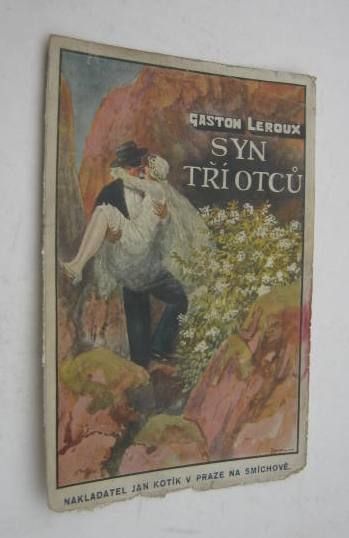 GASTON LEROUX
SYN
TŘÍ OTCŮ
NAKLADATEL JAN KOTÍK V PRAZE NA SMÍCHOVĚ.